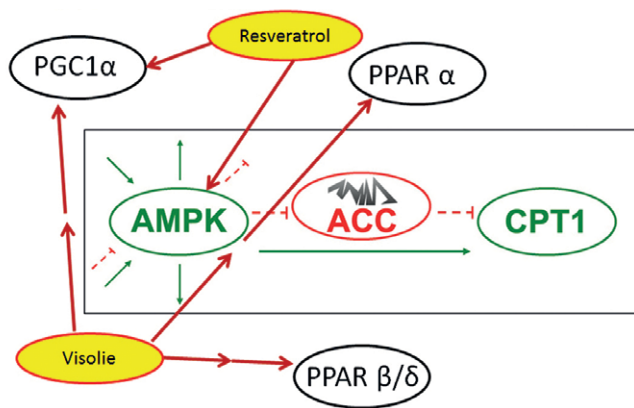 Resveratrol
PGC1α
PPAR α
AMPK
ACC
CPT1
Visolie
PPAR β/δ